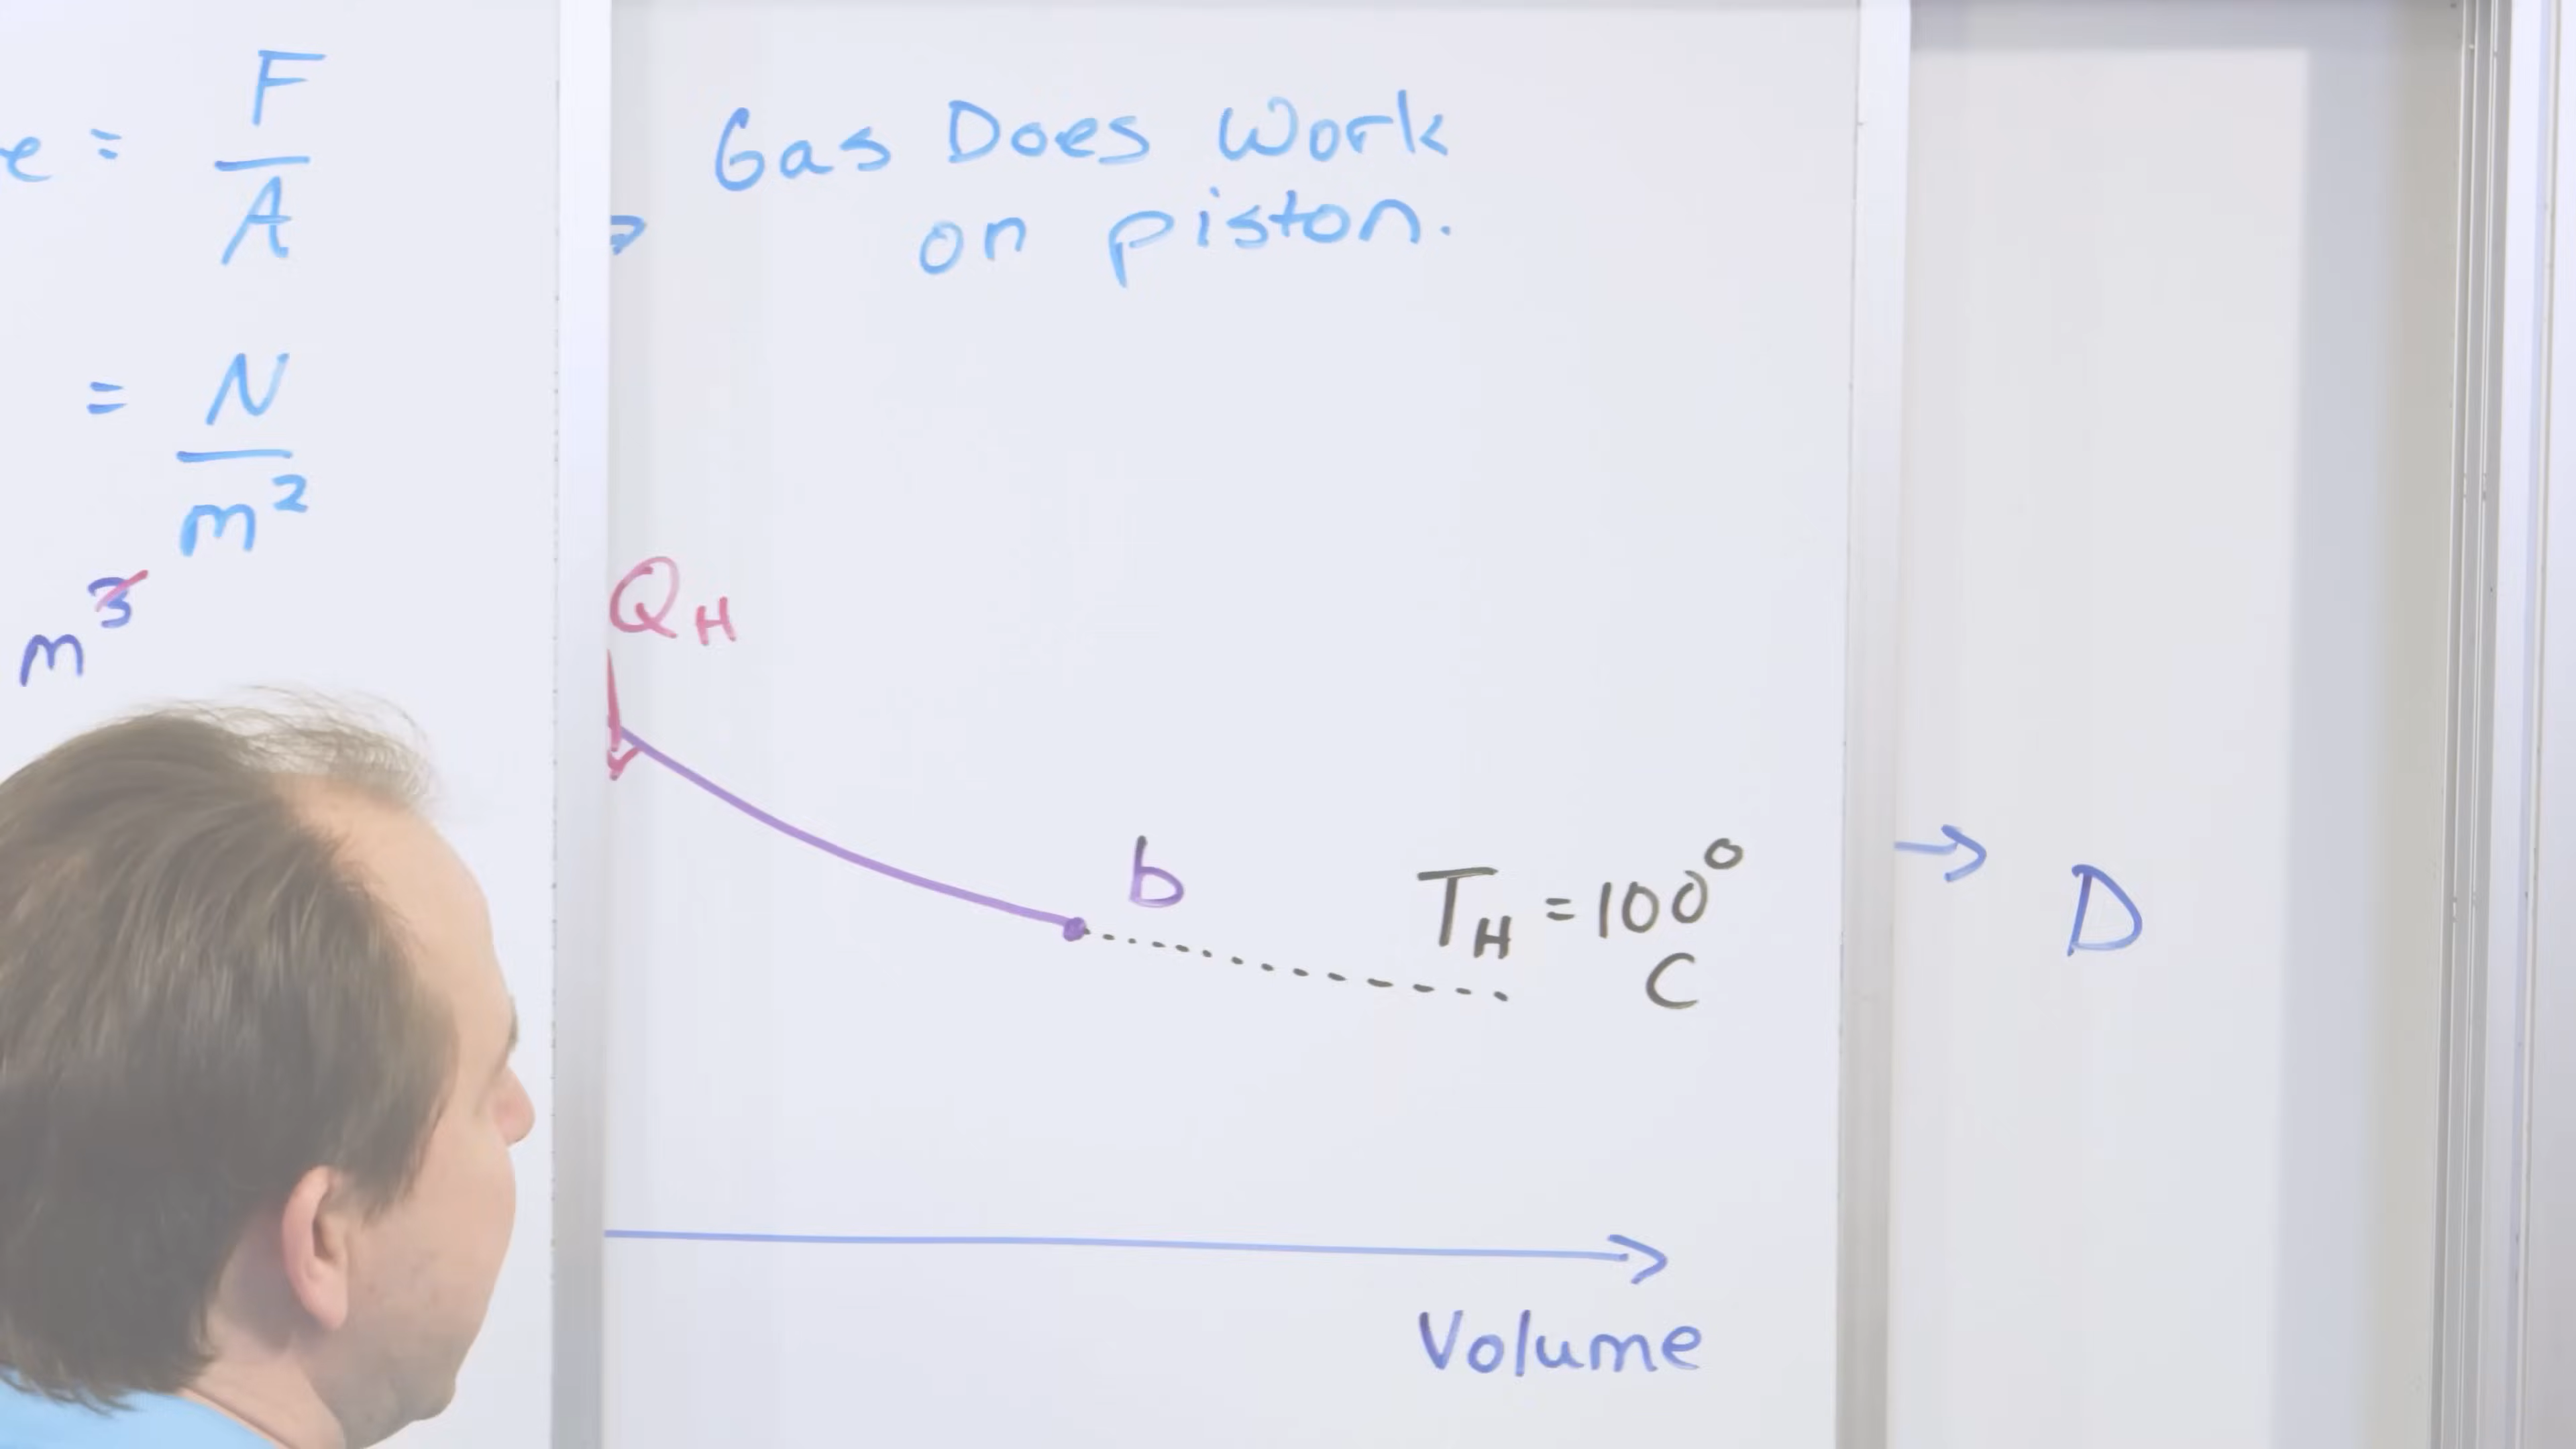 e = F
A
= N
m²
m³
Gas Does Work
on piston.
Q_H
b
T_H = 100°
C
Volume
→ D